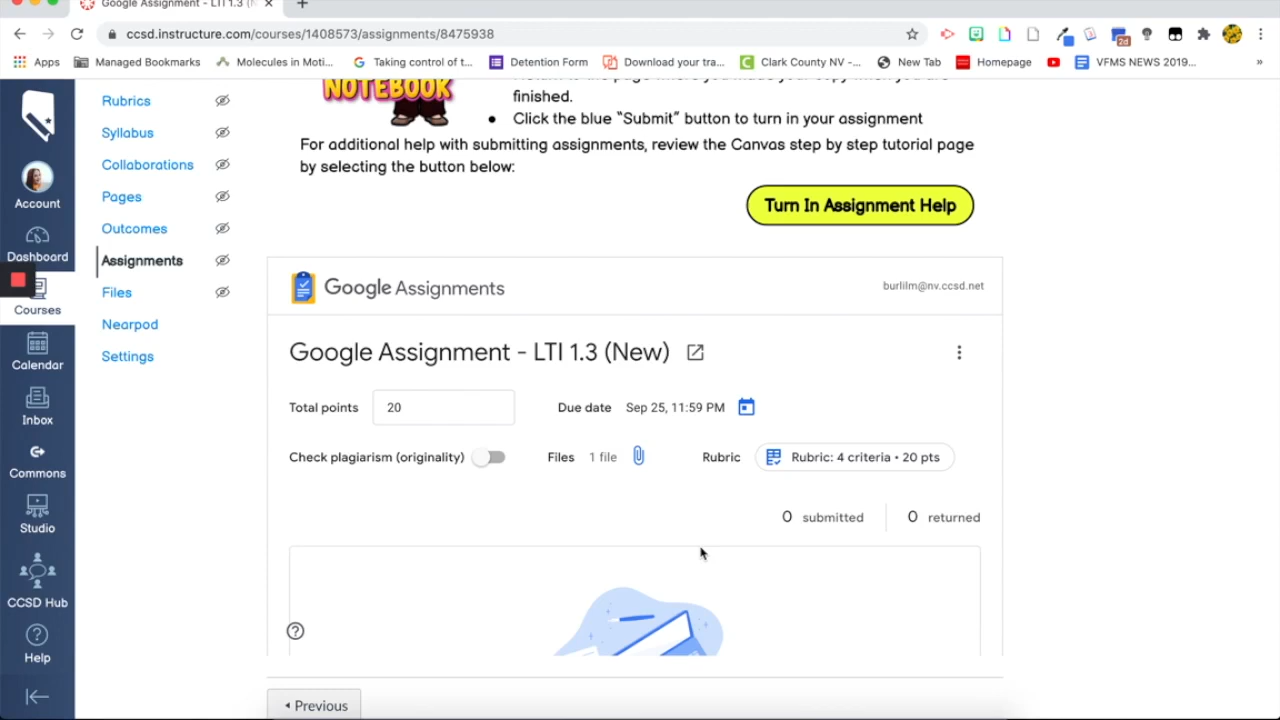 Google Assignment - LTI 1.3 (N
ccsd.instructure.com/courses/1408573/assignments/8475938
2d
Apps
Managed Bookmarks
Molecules in Moti...
Taking control of t...
Detention Form
Download your tra...
Clark County NV -...
New Tab
Homepage
VFMS NEWS 2019...
»
Account
Dashboard
Courses
Calendar
Inbox
Commons
Studio
CCSD Hub
Help
Rubrics
Syllabus
Collaborations
Pages
Outcomes
Assignments
Files
Nearpod
Settings
NOTEBOOK
finished.
• Click the blue “Submit” button to turn in your assignment
For additional help with submitting assignments, review the Canvas step by step tutorial page
by selecting the button below:
Turn In Assignment Help
Google Assignments
burlilm@nv.ccsd.net
Google Assignment - LTI 1.3 (New)
Total points 20 Due date Sep 25, 11:59 PM
Check plagiarism (originality) Files 1 file Rubric Rubric: 4 criteria • 20 pts
0 submitted 0 returned
Previous